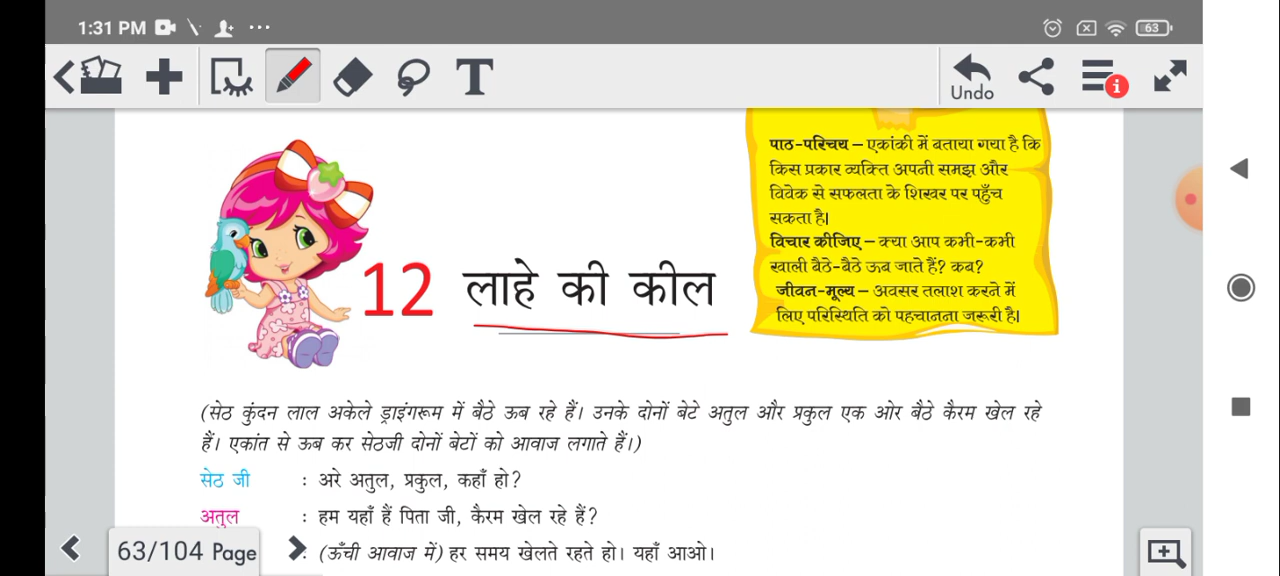 1:31 PM ...
63
Undo
पाठ-परिचय – एकांकी में बताया गया है कि
किस प्रकार व्यक्ति अपनी समझ और
विवेक से सफलता के शिखर पर पहुँच
सकता है।
विचार कीजिए – क्या आप कभी-कभी
खाली बैठे-बैठे ऊब जाते हैं? कब?
जीवन-मूल्य – अवसर तलाश करने में
लिए परिस्थिति को पहचानना जरूरी है।
12 लाहे की कील
(सेठ कुंदन लाल अकेले ड्राइंगरूम में बैठे ऊब रहे हैं। उनके दोनों बेटे अतुल और प्रकुल एक ओर बैठे कैरम खेल रहे
हैं। एकांत से ऊब कर सेठजी दोनों बेटों को आवाज लगाते हैं।)
सेठ जी : अरे अतुल, प्रकुल, कहाँ हो?
अतुल : हम यहाँ हैं पिता जी, कैरम खेल रहे हैं?
: (ऊँची आवाज में) हर समय खेलते रहते हो। यहाँ आओ।
63/104 Page